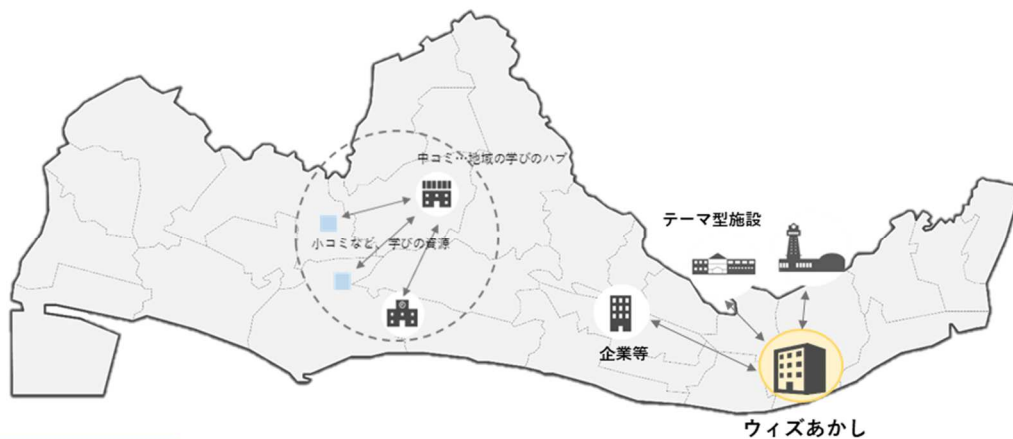 中コミ…地域の学びのハブ
小コミなど、学びの資源
テーマ型施設
企業等
ウィズあかし